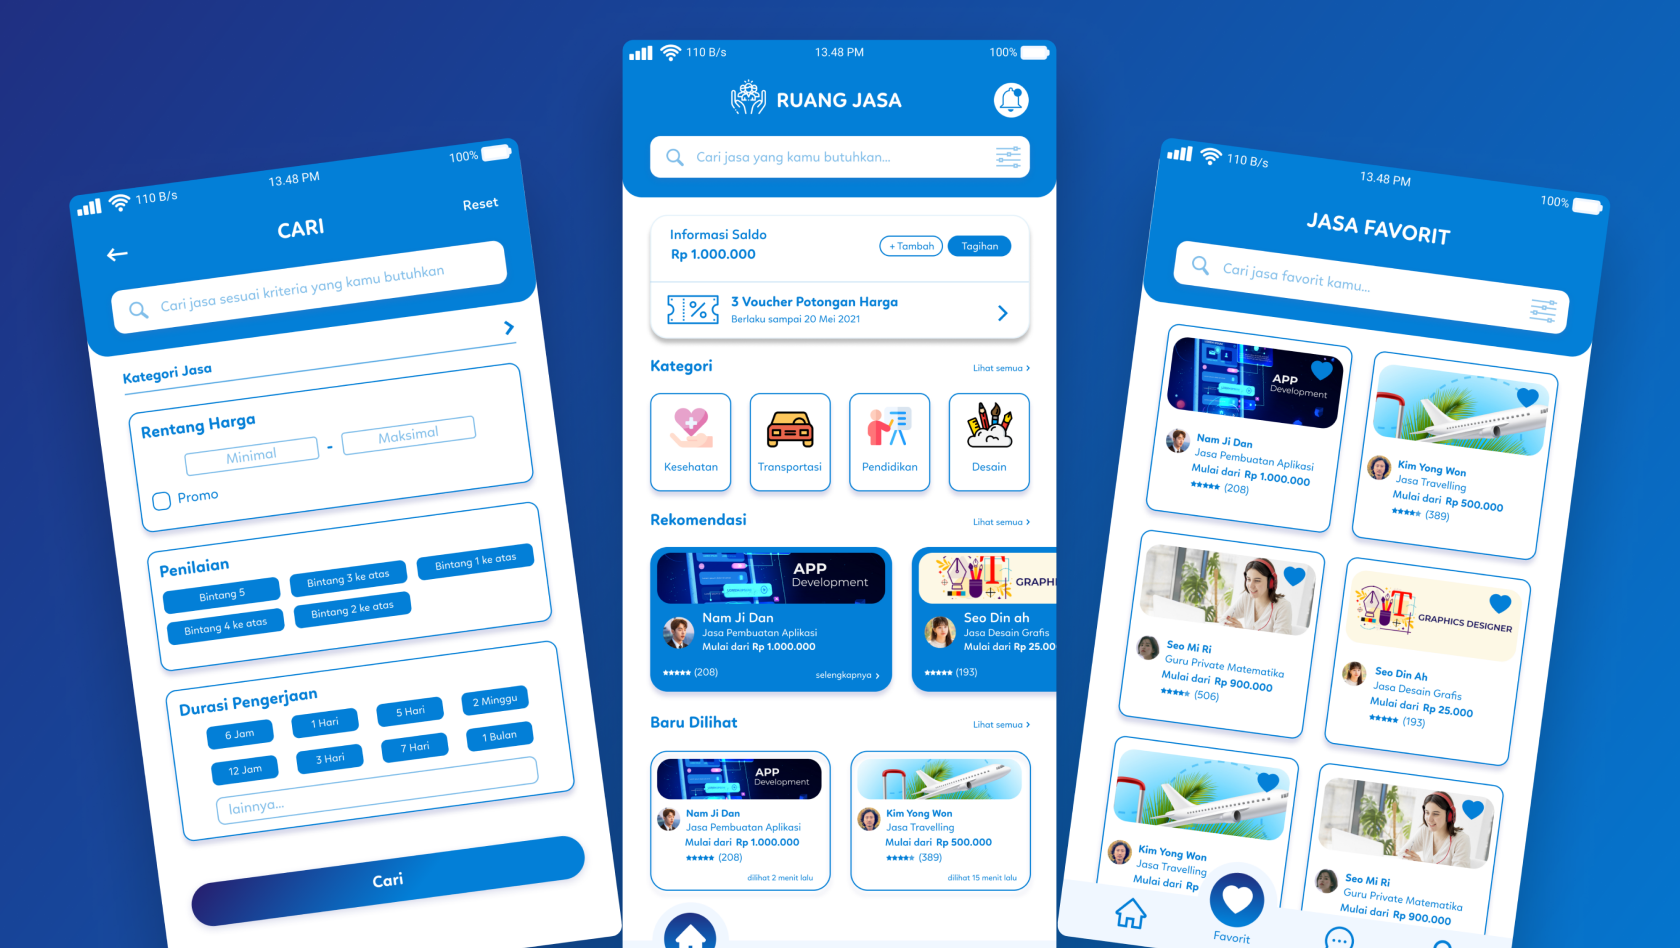 110 B/s
13.48 PM
100%
Reset
CARI
Cari jasa sesuai kriteria yang kamu butuhkan
Kategori Jasa
Rentang Harga
Minimal
-
Maksimal
Promo
Penilaian
Bintang 5
Bintang 3 ke atas
Bintang 1 ke atas
Bintang 4 ke atas
Bintang 2 ke atas
Durasi Pengerjaan
6 Jam
1 Hari
5 Hari
2 Minggu
12 Jam
3 Hari
7 Hari
1 Bulan
lainnya...
Cari
110 B/s
13.48 PM
100%
RUANG JASA
Cari jasa yang kamu butuhkan...
Informasi Saldo
Rp 1.000.000
+ Tambah
Tagihan
%
3 Voucher Potongan Harga
Berlaku sampai 20 Mei 2021
Kategori
Lihat semua >
Kesehatan
Transportasi
Pendidikan
Desain
Rekomendasi
Lihat semua >
APP
Development
Nam Ji Dan
Jasa Pembuatan Aplikasi
Mulai dari Rp 1.000.000
★★★★★ (208)
selengkapnya >
T
GRAPHI
Seo Din ah
Jasa Desain Grafis
Mulai dari Rp 25.00
★★★★★ (193)
Baru Dilihat
Lihat semua >
APP
Development
Nam Ji Dan
Jasa Pembuatan Aplikasi
Mulai dari Rp 1.000.000
★★★★★ (208)
dilihat 2 menit lalu
Kim Yong Won
Jasa Travelling
Mulai dari Rp 500.000
(389)
dilihat 15 menit lalu
110 B/s
13.48 PM
100%
JASA FAVORIT
Cari jasa favorit kamu...
APP
Development
Nam Ji Dan
Jasa Pembuatan Aplikasi
Mulai dari Rp 1.000.000
★★★★★ (208)
Kim Yong Won
Jasa Travelling
Mulai dari Rp 500.000
(389)
Seo Mi Ri
Guru Private Matematika
Mulai dari Rp 900.000
(506)
T
GRAPHICS DESIGNER
Seo Din Ah
Jasa Desain Grafis
Mulai dari Rp 25.000
★★★★★ (193)
Kim Yong Won
Jasa Travelling
Mulai dari Rp
Seo Mi Ri
Guru Private Matematika
Mulai dari Rp 900.000
Favorit